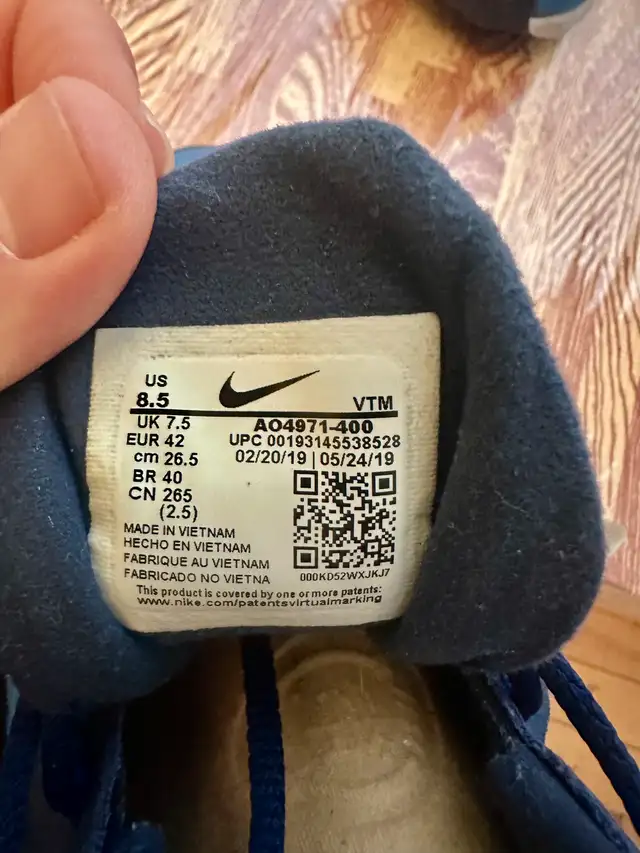 US
8.5
VTM
UK 7.5
AO4971-400
EUR 42
UPC 00193145538528
cm 26.5
02/20/19 | 05/24/19
BR 40
CN 265
(2.5)
MADE IN VIETNAM
HECHO EN VIETNAM
FABRIQUE AU VIETNAM
FABRICADO NO VIETNA
000KD52WXJKJ7
This product is covered by one or more patents:
www.nike.com/patentsvirtualmarking